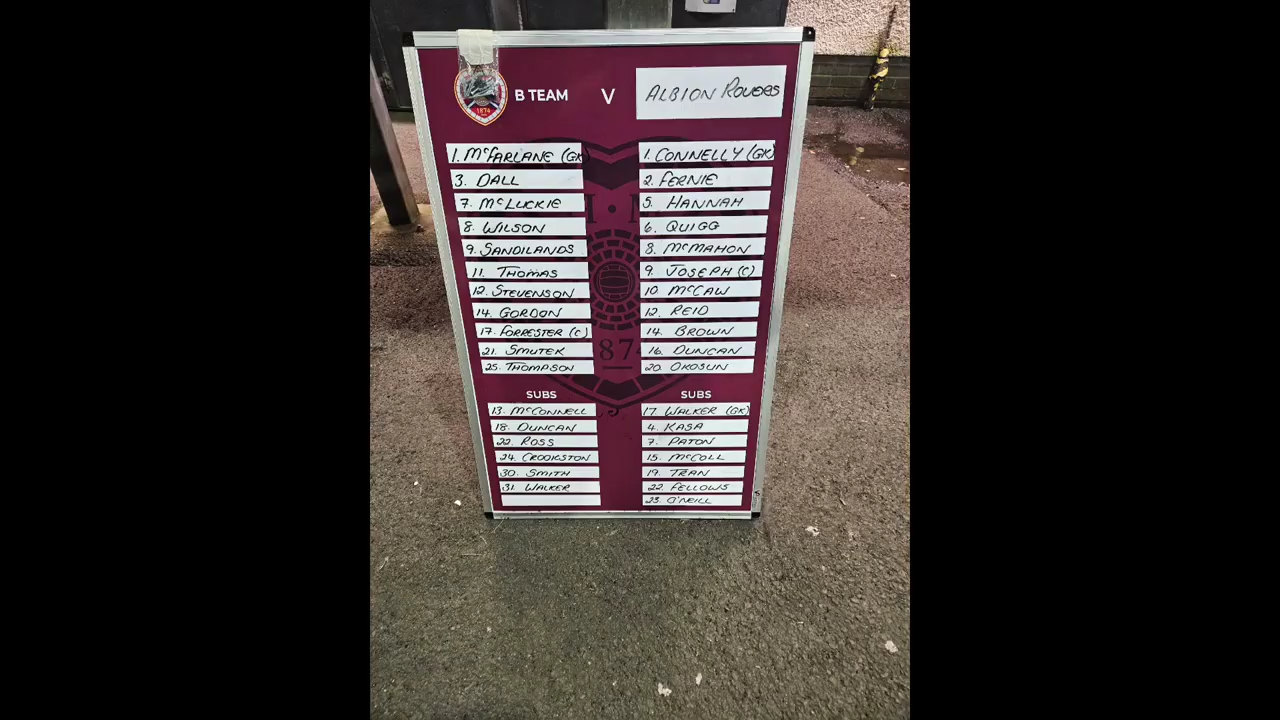 B TEAM V ALBION ROVERS
1874
1. McFARLANE (GK)
3. DALL
7. McLUCKIE
8. WILSON
9. SANDILANDS
11. THOMAS
12. STEVENSON
14. GORDON
17. FORRESTER (C)
21. SMUTEK
25. THOMPSON
SUBS
13. McCONNELL
18. DUNCAN
22. ROSS
24. CROOKSTON
30. SMITH
31. WALKER
1. CONNELLY (GK)
2. FERNIE
5. HANNAH
6. QUIGG
8. McMAHON
9. JOSEPH (C)
10. McCAW
12. REID
14. BROWN
16. DUNCAN
20. OKOSUN
SUBS
17. WALKER (GK)
4. KASA
7. PATON
15. McCOLL
19. TRAN
22. FELLOWS
23. O'NEILL